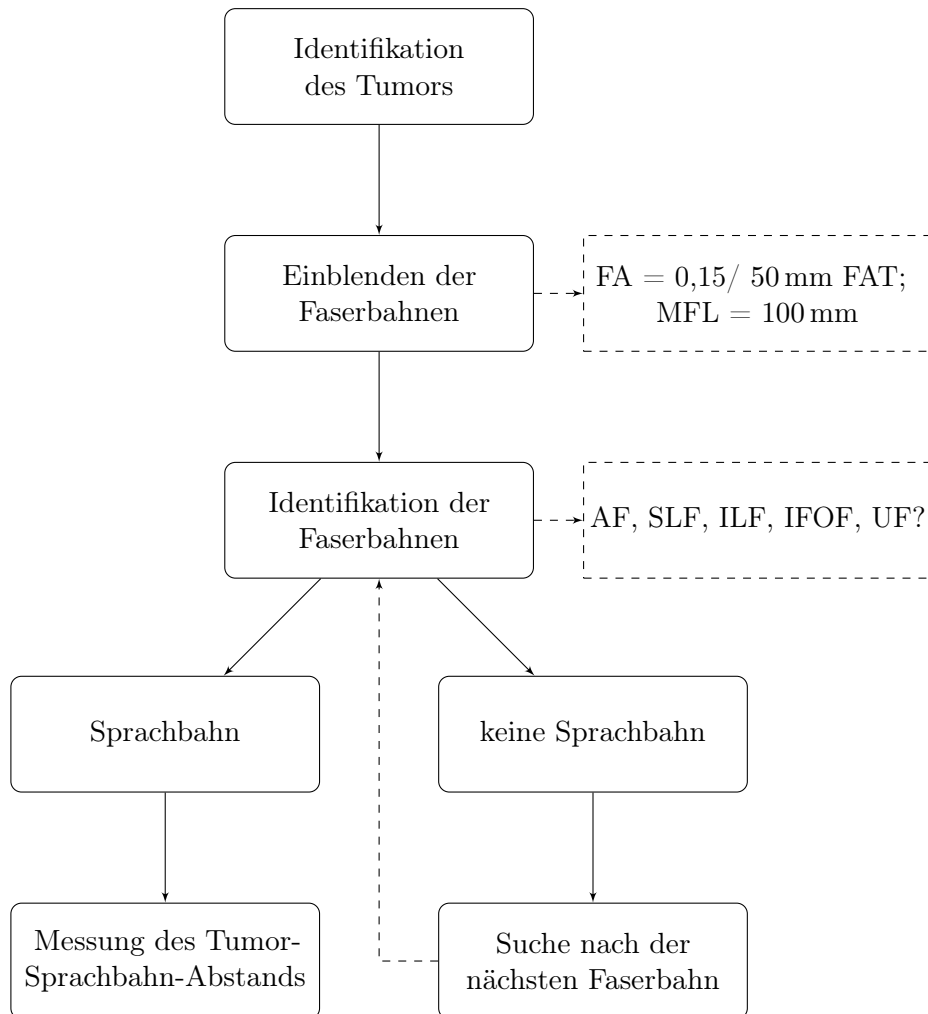 Identifikation
des Tumors
Einblenden der
Faserbahnen
FA = 0,15/ 50 mm FAT;
MFL = 100 mm
Identifikation der
Faserbahnen
AF, SLF, ILF, IFOF, UF?
Sprachbahn
keine Sprachbahn
Messung des Tumor-
Sprachbahn-Abstands
Suche nach der
nächsten Faserbahn